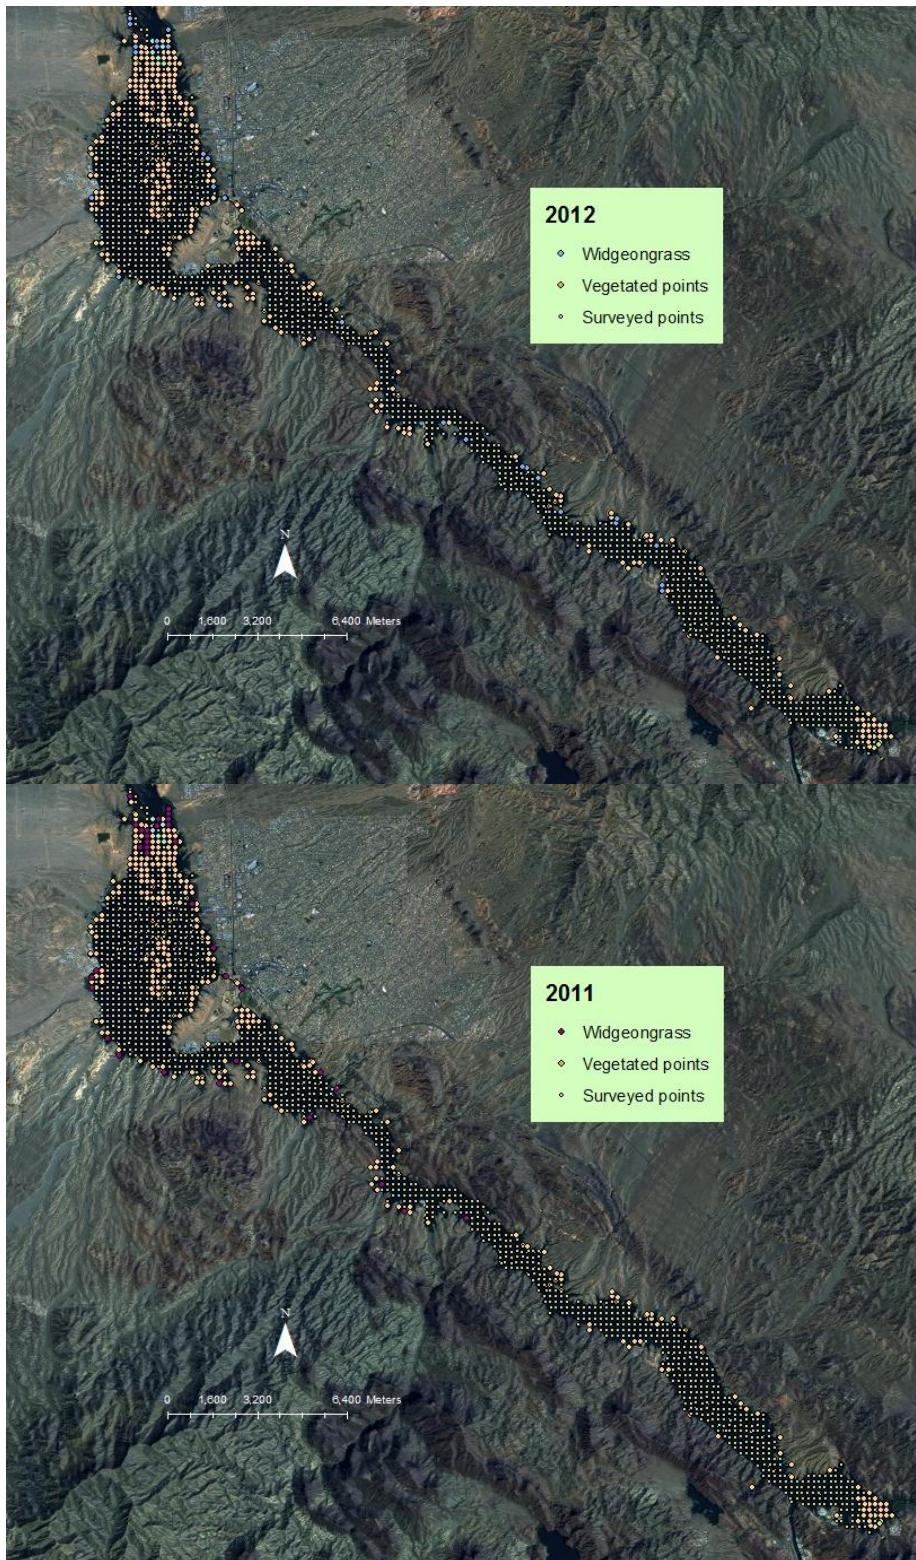 2012
Widgeongrass
Vegetated points
Surveyed points
N
0 1,600 3,200 6,400 Meters
2011
Widgeongrass
Vegetated points
Surveyed points
N
0 1,600 3,200 6,400 Meters